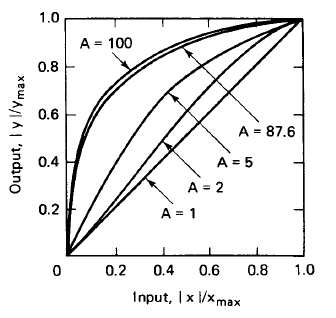 1.0
0.8
0.6
0.4
0.2
0
0.2
0.4
0.6
0.8
1.0
Output, | y |/ymax
Input, | x |/xmax
A = 100
A = 87.6
A = 5
A = 2
A = 1